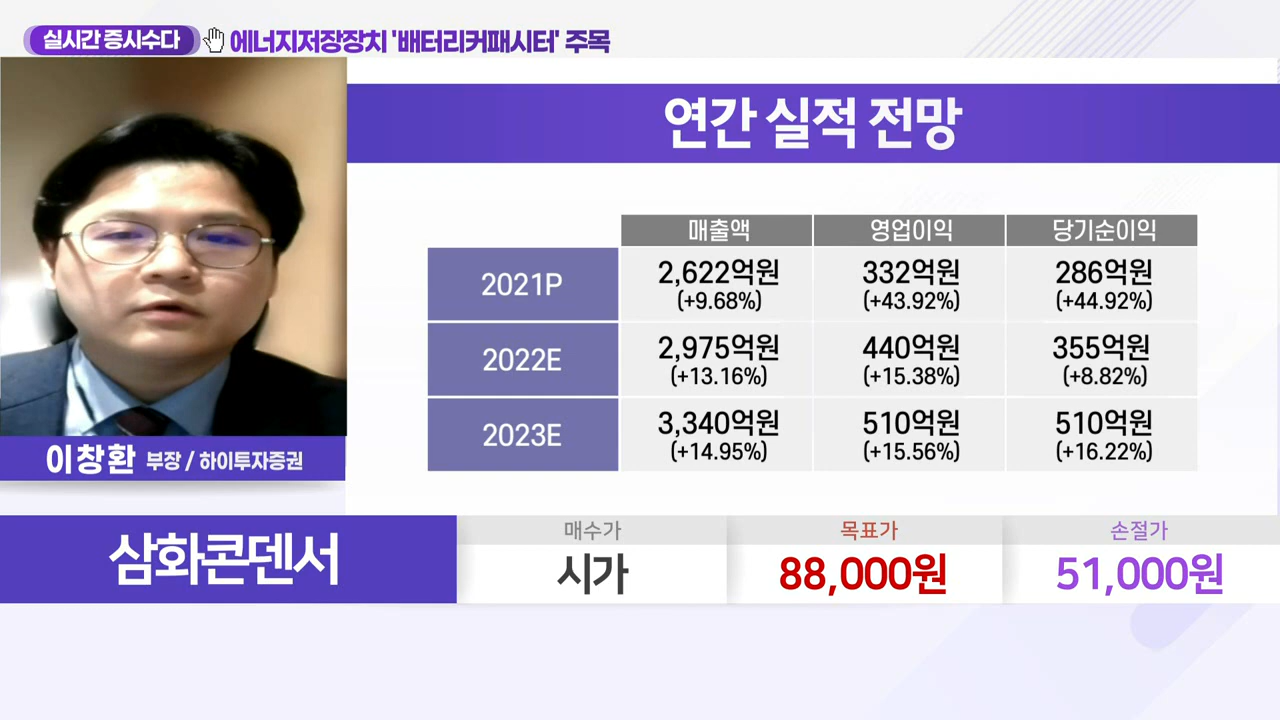 실시간 증시수다 에너지저장장치 '배터리커패시터' 주목
연간 실적 전망
매출액 영업이익 당기순이익
2021P 2,622억원 332억원 286억원
(+9.68%) (+43.92%) (+44.92%)
2022E 2,975억원 440억원 355억원
(+13.16%) (+15.38%) (+8.82%)
2023E 3,340억원 510억원 510억원
(+14.95%) (+15.56%) (+16.22%)
이창환 부장 / 하이투자증권
삼화콘덴서
매수가 목표가 손절가
시가 88,000원 51,000원